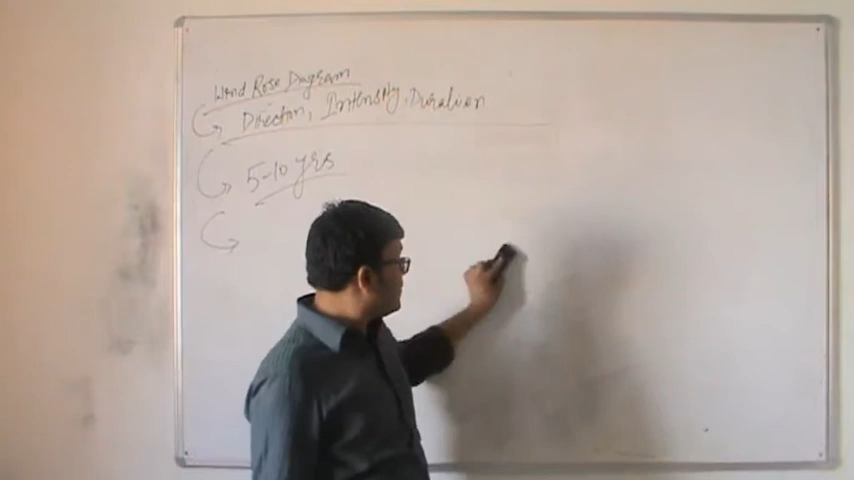 Wind Rose Diagram
Direction, Intensity, Duration
5-10 yrs